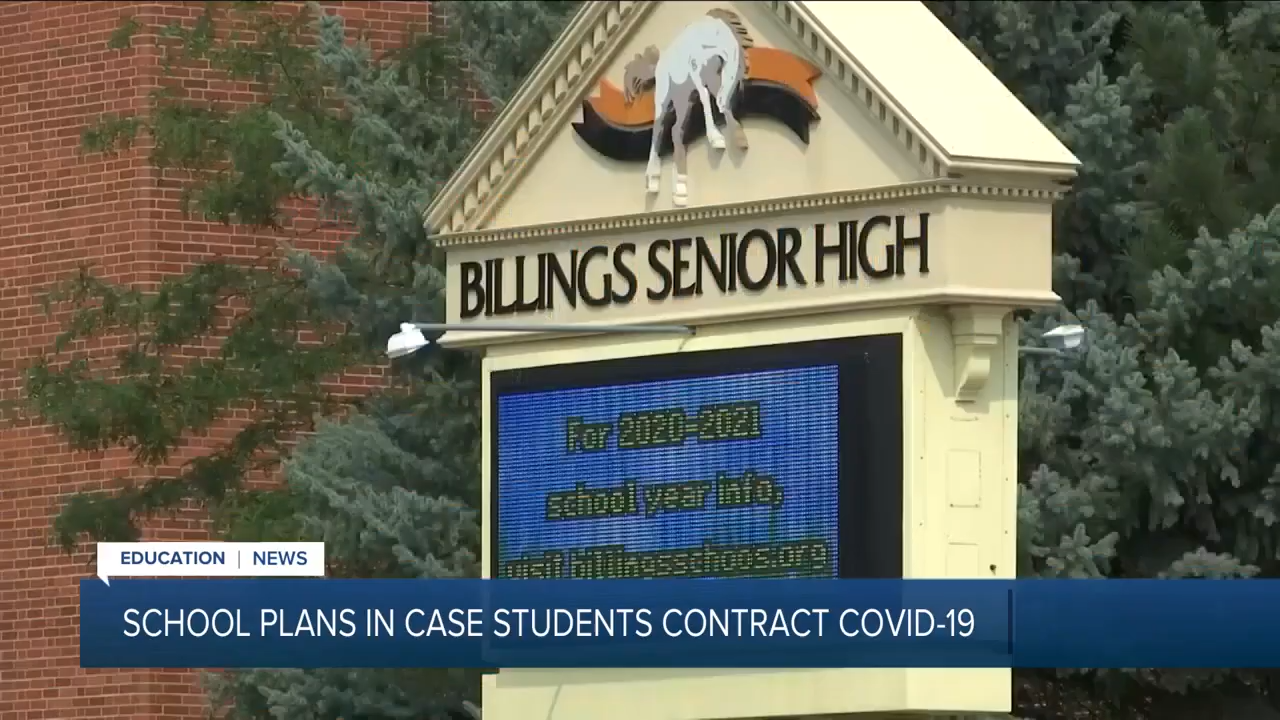 BILLINGS SENIOR HIGH
For 2020-2021
school year info,
visit billingsschoos.org
EDUCATION | NEWS
SCHOOL PLANS IN CASE STUDENTS CONTRACT COVID-19